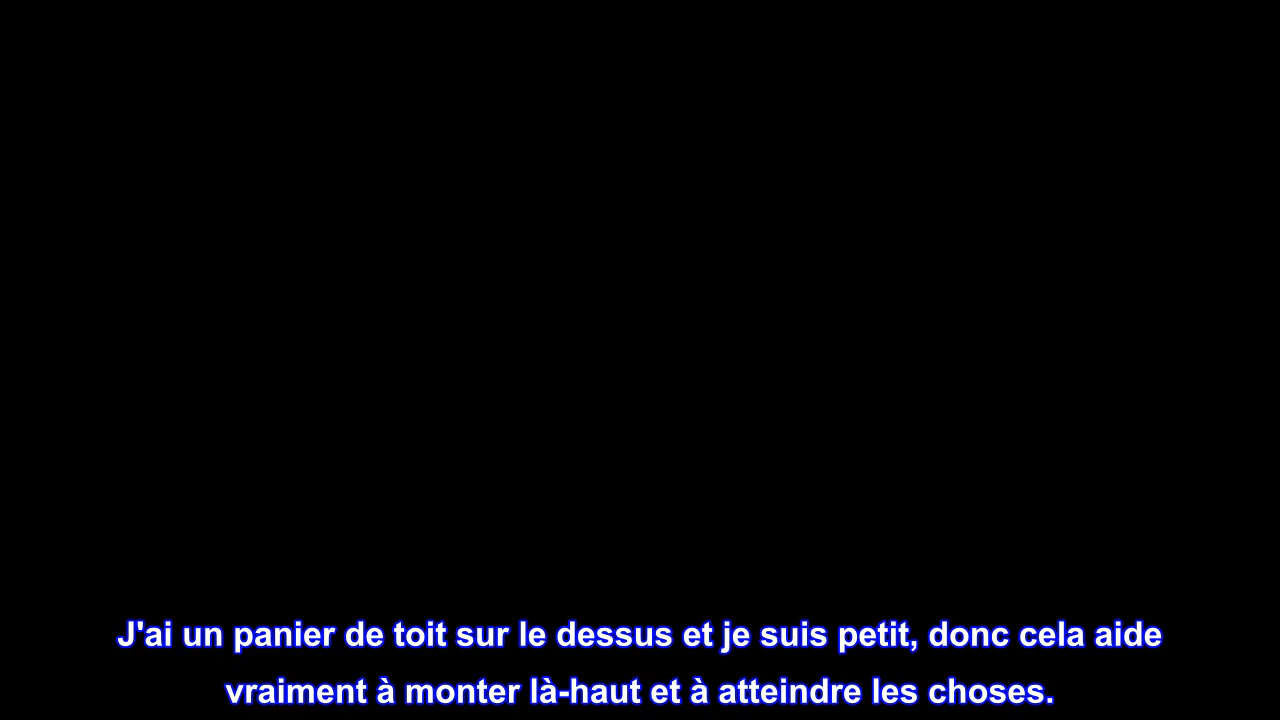 J'ai un panier de toit sur le dessus et je suis petit, donc cela aide
vraiment à monter là-haut et à atteindre les choses.